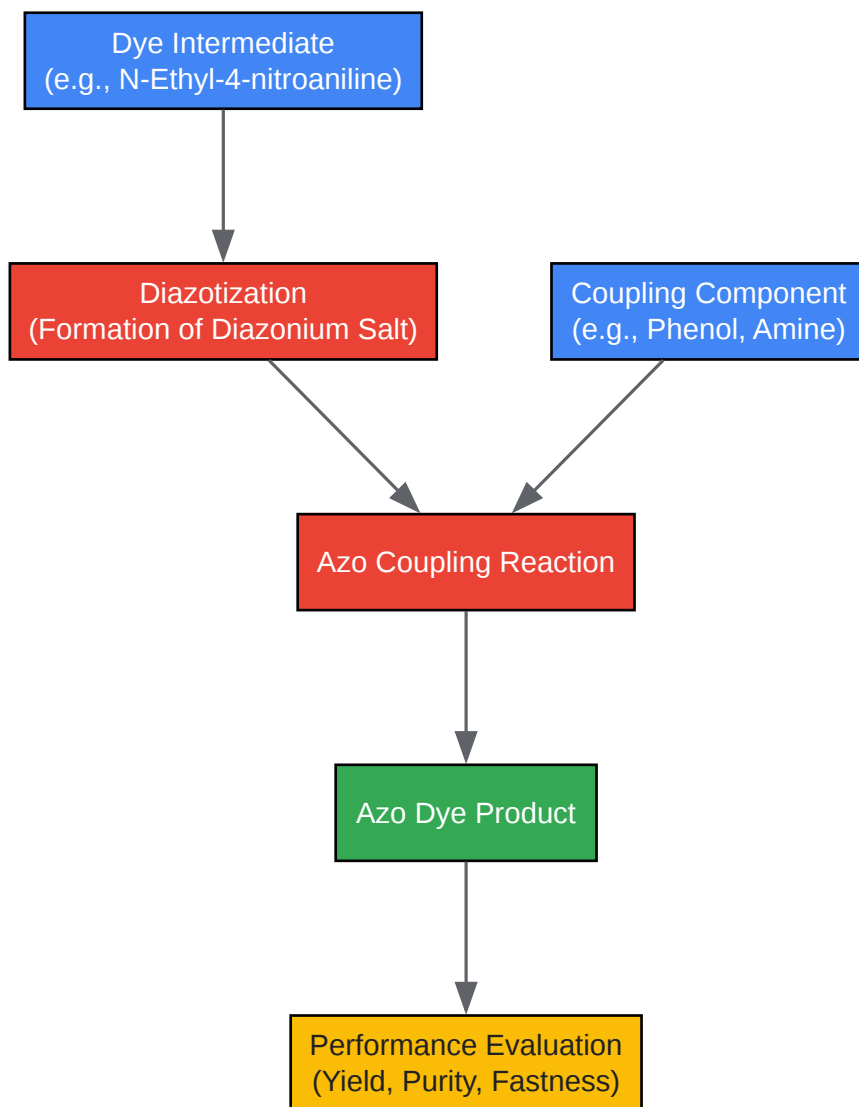 Dye Intermediate
(e.g., N-Ethyl-4-nitroaniline)
Diazotization
(Formation of Diazonium Salt)
Coupling Component
(e.g., Phenol, Amine)
Azo Coupling Reaction
Azo Dye Product
Performance Evaluation
(Yield, Purity, Fastness)